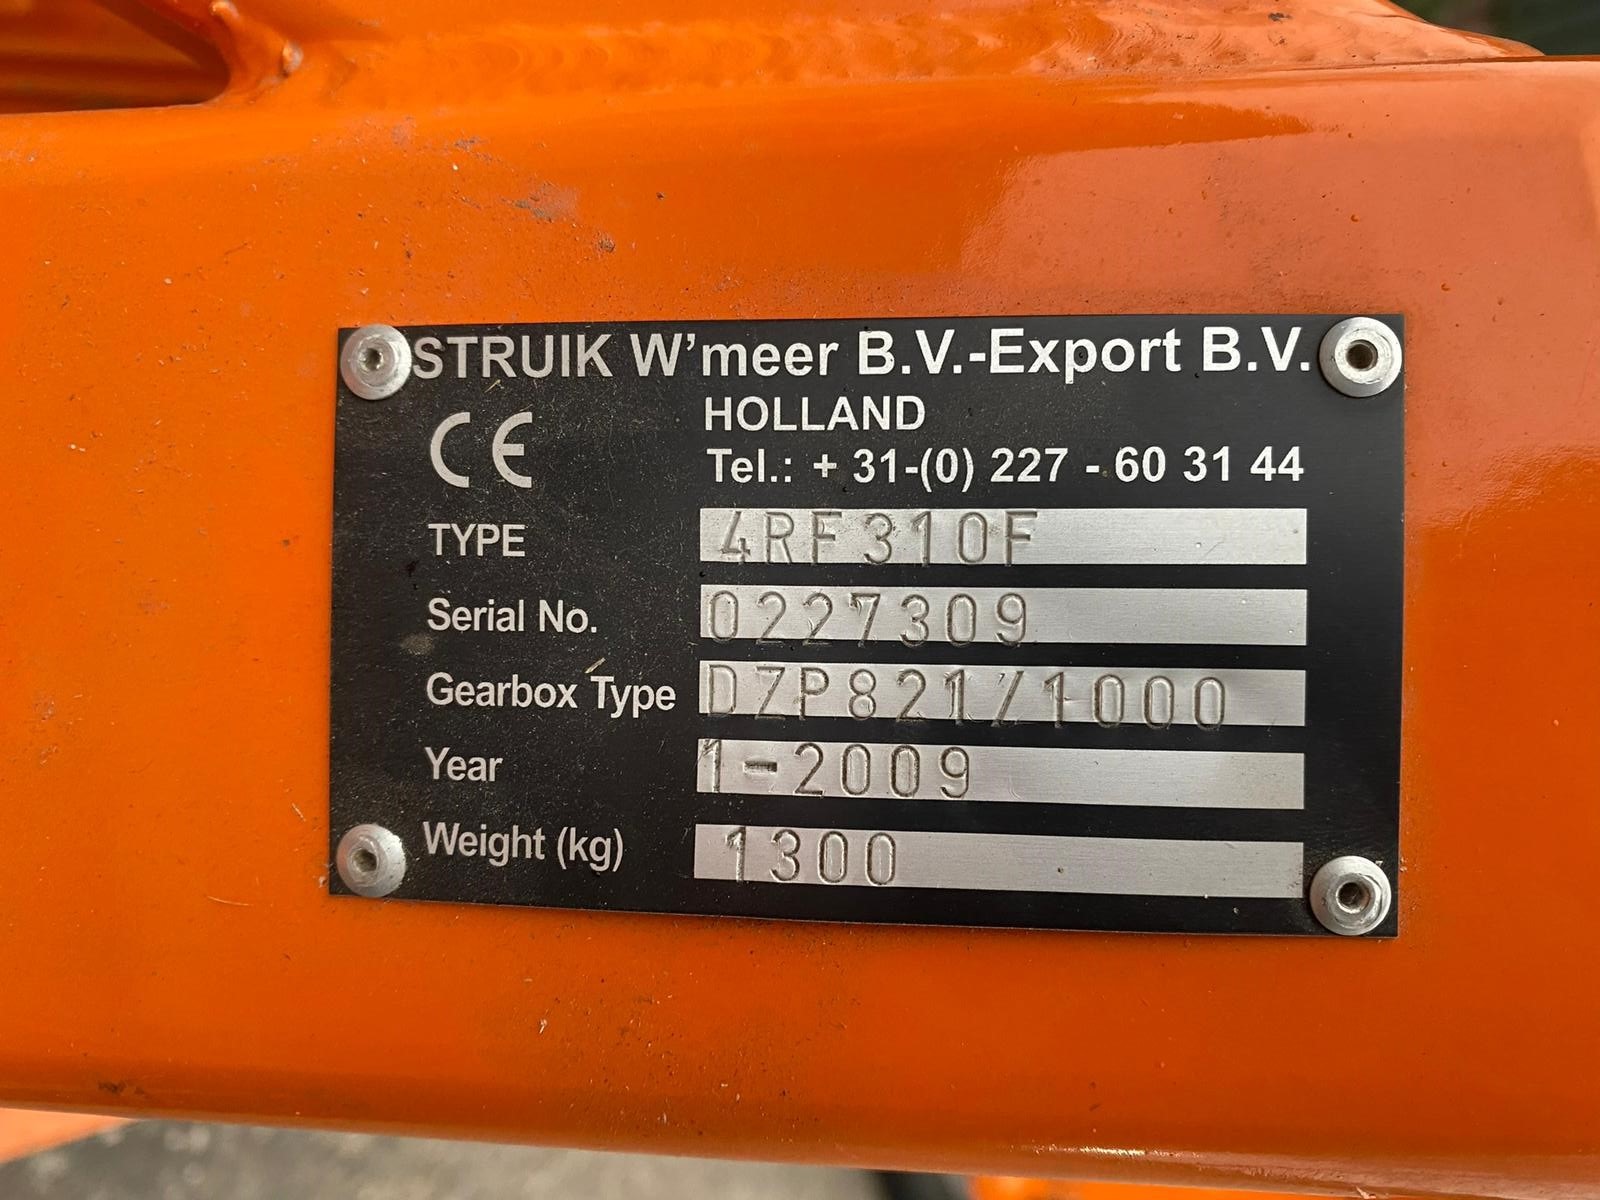 STRUIK W'meer B.V.-Export B.V.
HOLLAND
CE
Tel.: + 31-(0) 227 - 60 31 44
TYPE 4RF310F
Serial No. 0227309
Gearbox Type DZP821/1000
Year 1-2009
Weight (kg) 1300